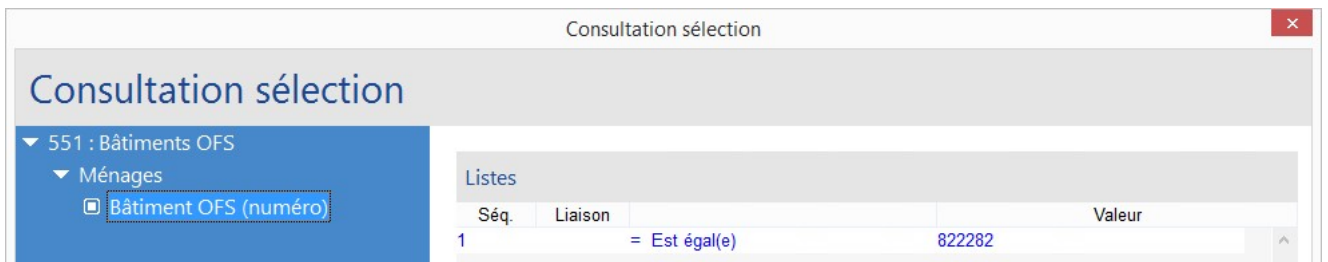 Consultation sélection
Consultation sélection
551 : Bâtiments OFS
Ménages
Bâtiment OFS (numéro)
Listes
Séq. Liaison Valeur
1 = Est égal(e) 822282